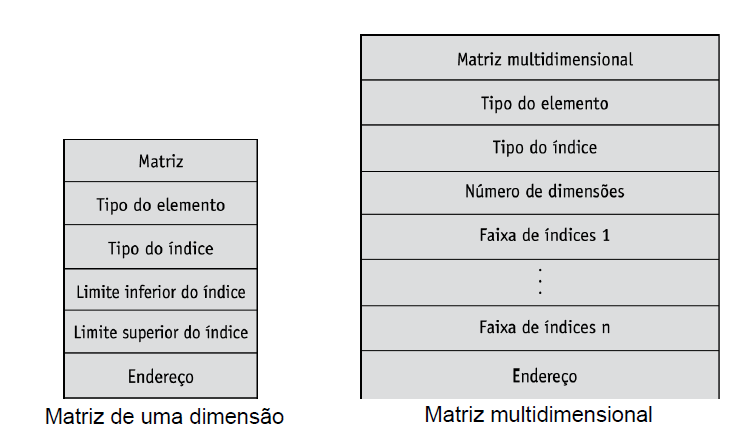 Matriz
Tipo do elemento
Tipo do índice
Limite inferior do índice
Limite superior do índice
Endereço
Matriz de uma dimensão
Matriz multidimensional
Tipo do elemento
Tipo do índice
Número de dimensões
Faixa de índices 1
⋮
Faixa de índices n
Endereço
Matriz multidimensional